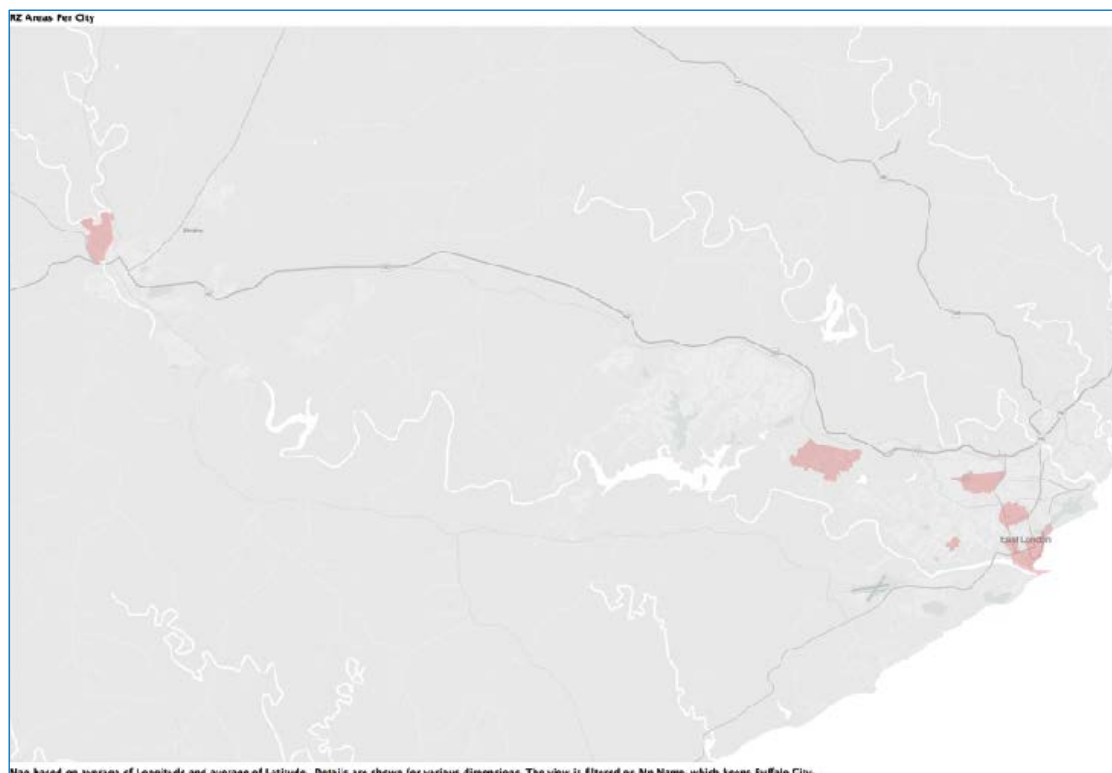 RZ Areas Per City
East London
Map based on average of Longitude and average of Latitude. Details are shown for various dimensions. The view is filtered on Mn Name, which keeps Buffalo City.